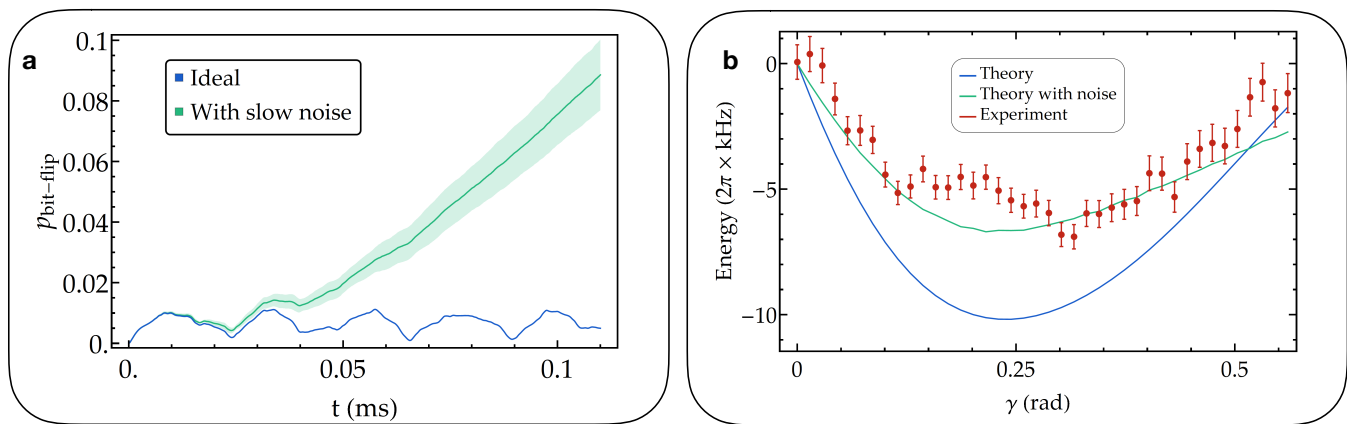 a
Ideal
With slow noise
p_bit−flip
0.1
0.08
0.06
0.04
0.02
0.
0.
0.05
0.1
t (ms)
b
Theory
Theory with noise
Experiment
Energy (2π × kHz)
0
−5
−10
0
0.25
0.5
γ (rad)